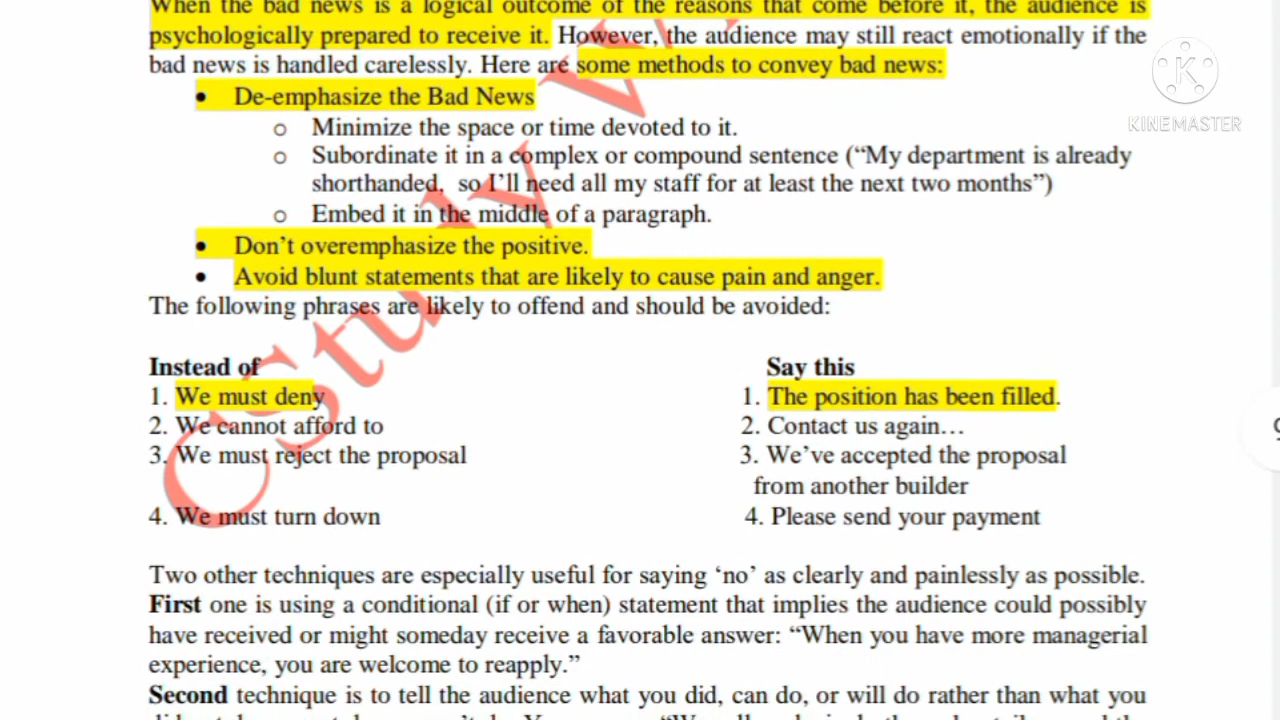 When the bad news is a logical outcome of the reasons that come before it, the audience is
psychologically prepared to receive it. However, the audience may still react emotionally if the
bad news is handled carelessly. Here are some methods to convey bad news:
• De-emphasize the Bad News
o Minimize the space or time devoted to it.
o Subordinate it in a complex or compound sentence (“My department is already
shorthanded, so I’ll need all my staff for at least the next two months”)
o Embed it in the middle of a paragraph.
• Don’t overemphasize the positive.
• Avoid blunt statements that are likely to cause pain and anger.
The following phrases are likely to offend and should be avoided:
Instead of Say this
1. We must deny 1. The position has been filled.
2. We cannot afford to 2. Contact us again…
3. We must reject the proposal 3. We’ve accepted the proposal
from another builder
4. We must turn down 4. Please send your payment
Two other techniques are especially useful for saying ‘no’ as clearly and painlessly as possible.
First one is using a conditional (if or when) statement that implies the audience could possibly
have received or might someday receive a favorable answer: “When you have more managerial
experience, you are welcome to reapply.”
Second technique is to tell the audience what you did, can do, or will do rather than what you
CStudy
K
KINEMASTER